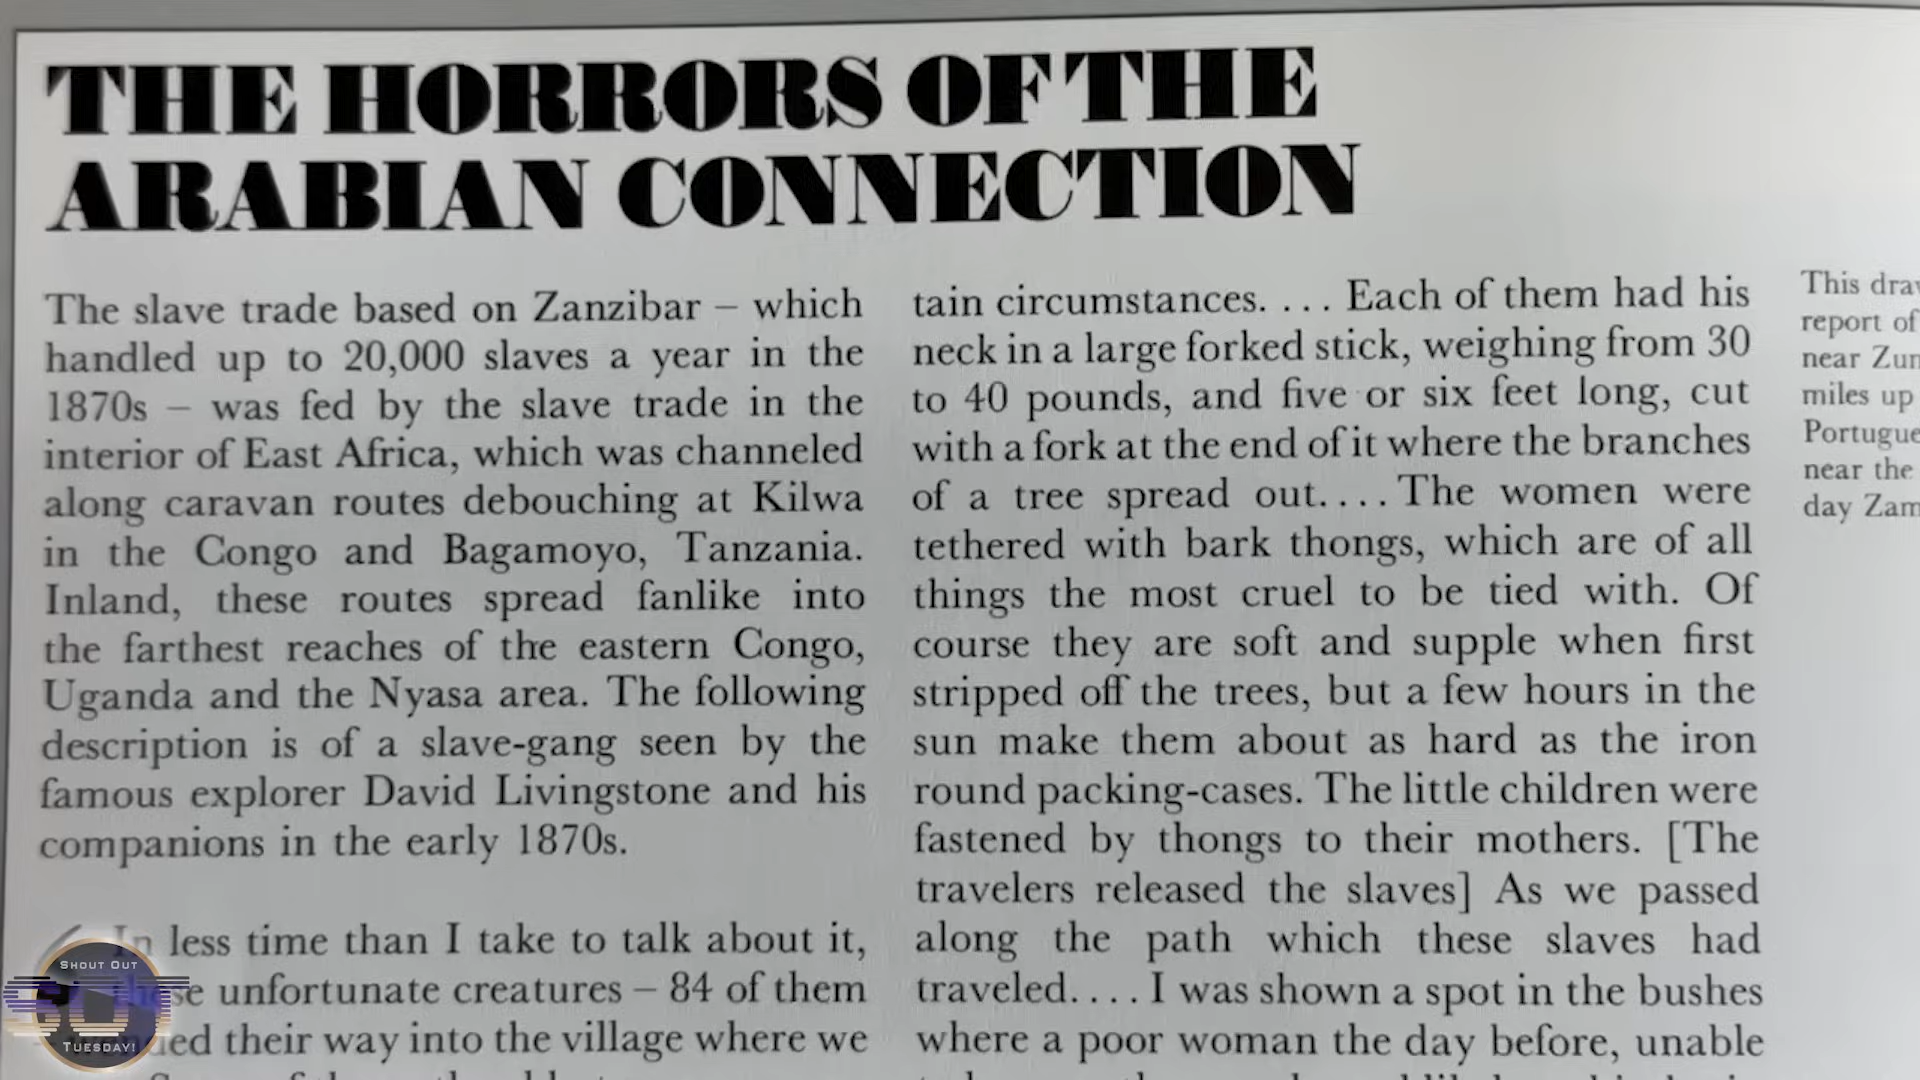 THE HORRORS OF THE
ARABIAN CONNECTION
The slave trade based on Zanzibar – which
handled up to 20,000 slaves a year in the
1870s – was fed by the slave trade in the
interior of East Africa, which was channeled
along caravan routes debouching at Kilwa
in the Congo and Bagamoyo, Tanzania.
Inland, these routes spread fanlike into
the farthest reaches of the eastern Congo,
Uganda and the Nyasa area. The following
description is of a slave-gang seen by the
famous explorer David Livingstone and his
companions in the early 1870s.
In less time than I take to talk about it,
unfortunate creatures – 84 of them
their way into the village where we
tain circumstances. . . . Each of them had his
neck in a large forked stick, weighing from 30
to 40 pounds, and five or six feet long, cut
with a fork at the end of it where the branches
of a tree spread out. . . . The women were
tethered with bark thongs, which are of all
things the most cruel to be tied with. Of
course they are soft and supple when first
stripped off the trees, but a few hours in the
sun make them about as hard as the iron
round packing-cases. The little children were
fastened by thongs to their mothers. [The
travelers released the slaves] As we passed
along the path which these slaves had
traveled. . . . I was shown a spot in the bushes
where a poor woman the day before, unable
This
report of
near
miles up
near the
day
SHOUT OUT
SOT
TUESDAY!